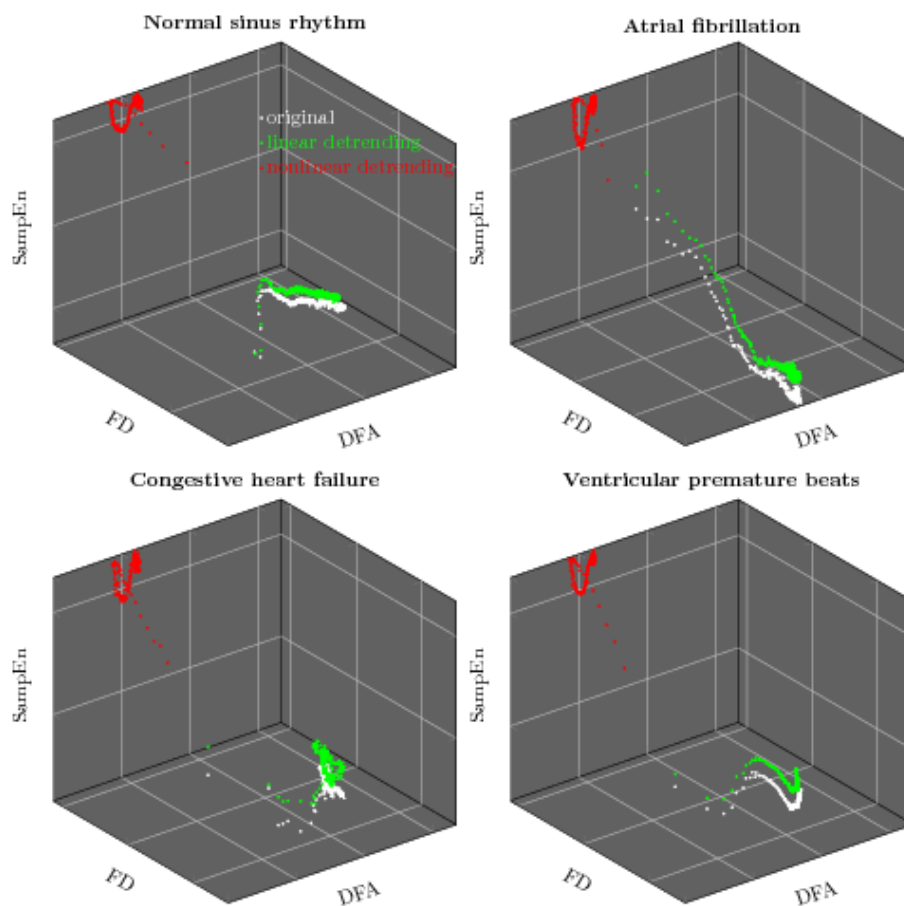 Normal sinus rhythm
Atrial fibrillation
original
linear detrending
nonlinear detrending
SampEn
SampEn
FD
DFA
FD
DFA
Congestive heart failure
Ventricular premature beats
SampEn
SampEn
FD
DFA
FD
DFA